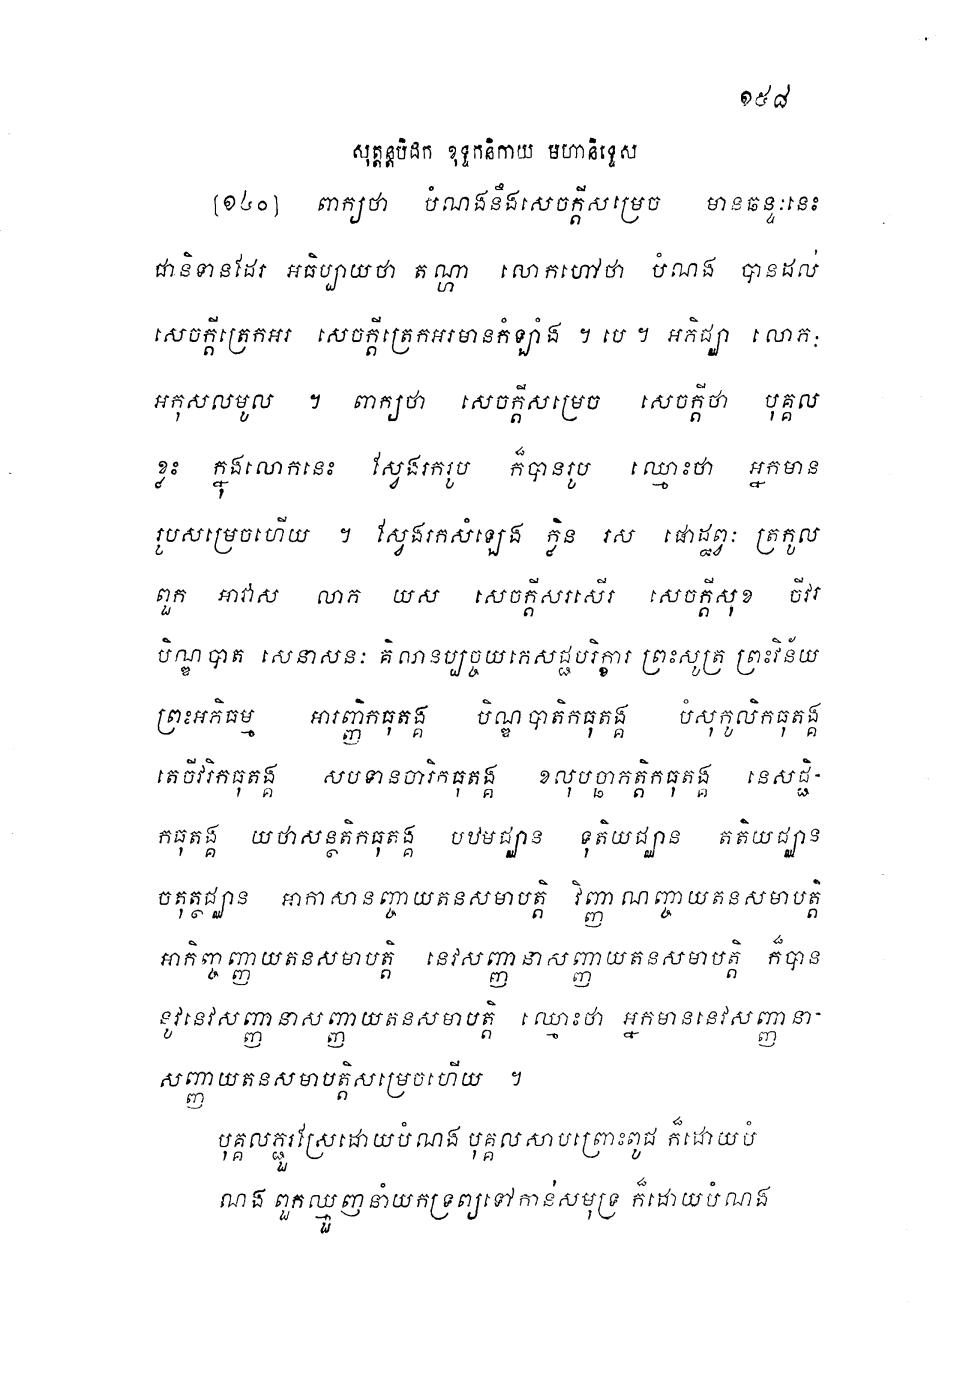 ១៥៨
សុត្តន្តបិដក ខុទ្ទកនិកាយ មហានិទ្ទេស
[១៤០] ពាក្យថា បំណងនឹងសេចក្តីសម្រេច មានឆន្ទៈនេះ
ជានិទានដែរ អធិប្បាយថា តណ្ហា លោកហៅថា បំណង បានដល់
សេចក្តីត្រេកអរ សេចក្តីត្រេកអរមានកំឡាំង ។ បេ ។ អភិជ្ឈា លោភៈ
អកុសលមូល ។ ពាក្យថា សេចក្តីសម្រេច សេចក្តីថា បុគ្គល
ខ្លះ ក្នុងលោកនេះ ស្វែងរករូប ក៏បានរូប ឈ្មោះថា អ្នកមាន
រូបសម្រេចហើយ ។ ស្វែងរកសំឡេង ក្លិន រស ផោដ្ឋព្វៈ ត្រកូល
ពួក អាវាស លាភ យស សេចក្តីសរសើរ សេចក្តីសុខ ចីវរ
បិណ្ឌបាត សេនាសនៈ គិលានប្បច្ចយភេសជ្ជបរិក្ខារ ព្រះសូត្រ ព្រះវិន័យ
ព្រះអភិធម្ម អារញ្ញិកធុតង្គ បិណ្ឌបាតិកធុតង្គ បំសុកូលិកធុតង្គ
តេចីវរិកធុតង្គ សបទានចារិកធុតង្គ ខលុបច្ឆាភត្តិកធុតង្គ នេសជ្ជិ-
កធុតង្គ យថាសន្ថតិកធុតង្គ បឋមជ្ឈាន ទុតិយជ្ឈាន តតិយជ្ឈាន
ចតុត្ថជ្ឈាន អាកាសានញ្ចាយតនសមាបត្តិ វិញ្ញាណញ្ចាយតនសមាបត្តិ
អាកិញ្ចញ្ញាយតនសមាបត្តិ នេវសញ្ញានាសញ្ញាយតនសមាបត្តិ ក៏បាន
នូវនេវសញ្ញានាសញ្ញាយតនសមាបត្តិ ឈ្មោះថា អ្នកមាននេវសញ្ញានា-
សញ្ញាយតនសមាបត្តិសម្រេចហើយ ។
បុគ្គលភ្ជួរស្រែដោយបំណង បុគ្គលសាបព្រោះពូជ ក៏ដោយបំ
ណង ពួកឈ្មួញនាំយកទ្រព្យទៅកាន់សមុទ្រ ក៏ដោយបំណង